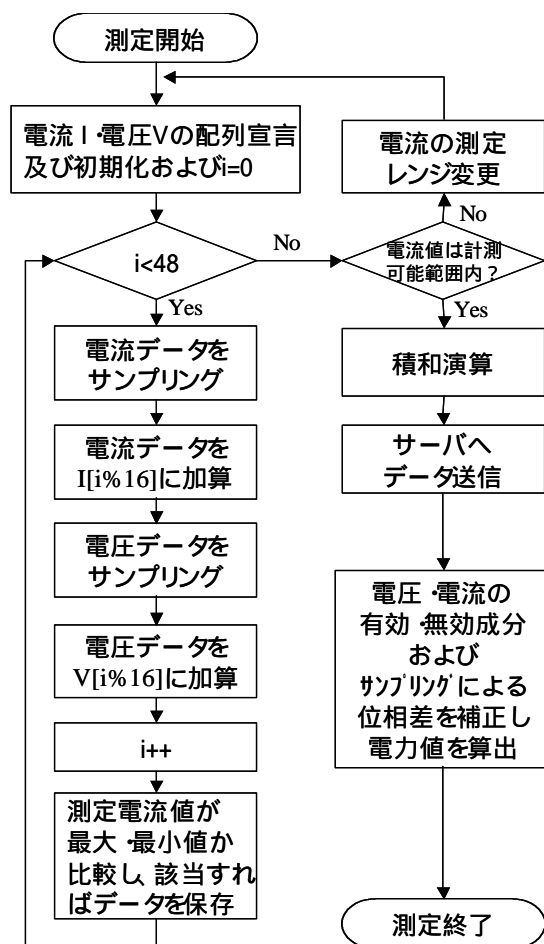 測定開始
電流I・電圧Vの配列宣言
及び初期化およびi=0
i<48
No
Yes
電流データを
サンプリング
電流データを
I[i%16]に加算
電圧データを
サンプリング
電圧データを
V[i%16]に加算
i++
測定電流値が
最大・最小値か
比較し、該当すれ
ばデータを保存
電流の測定
レンジ変更
No
電流値は計測
可能範囲内？
Yes
積和演算
サーバへ
データ送信
電圧・電流の
有効・無効成分
および
サンプリングによる
位相差を補正し
電力値を算出
測定終了